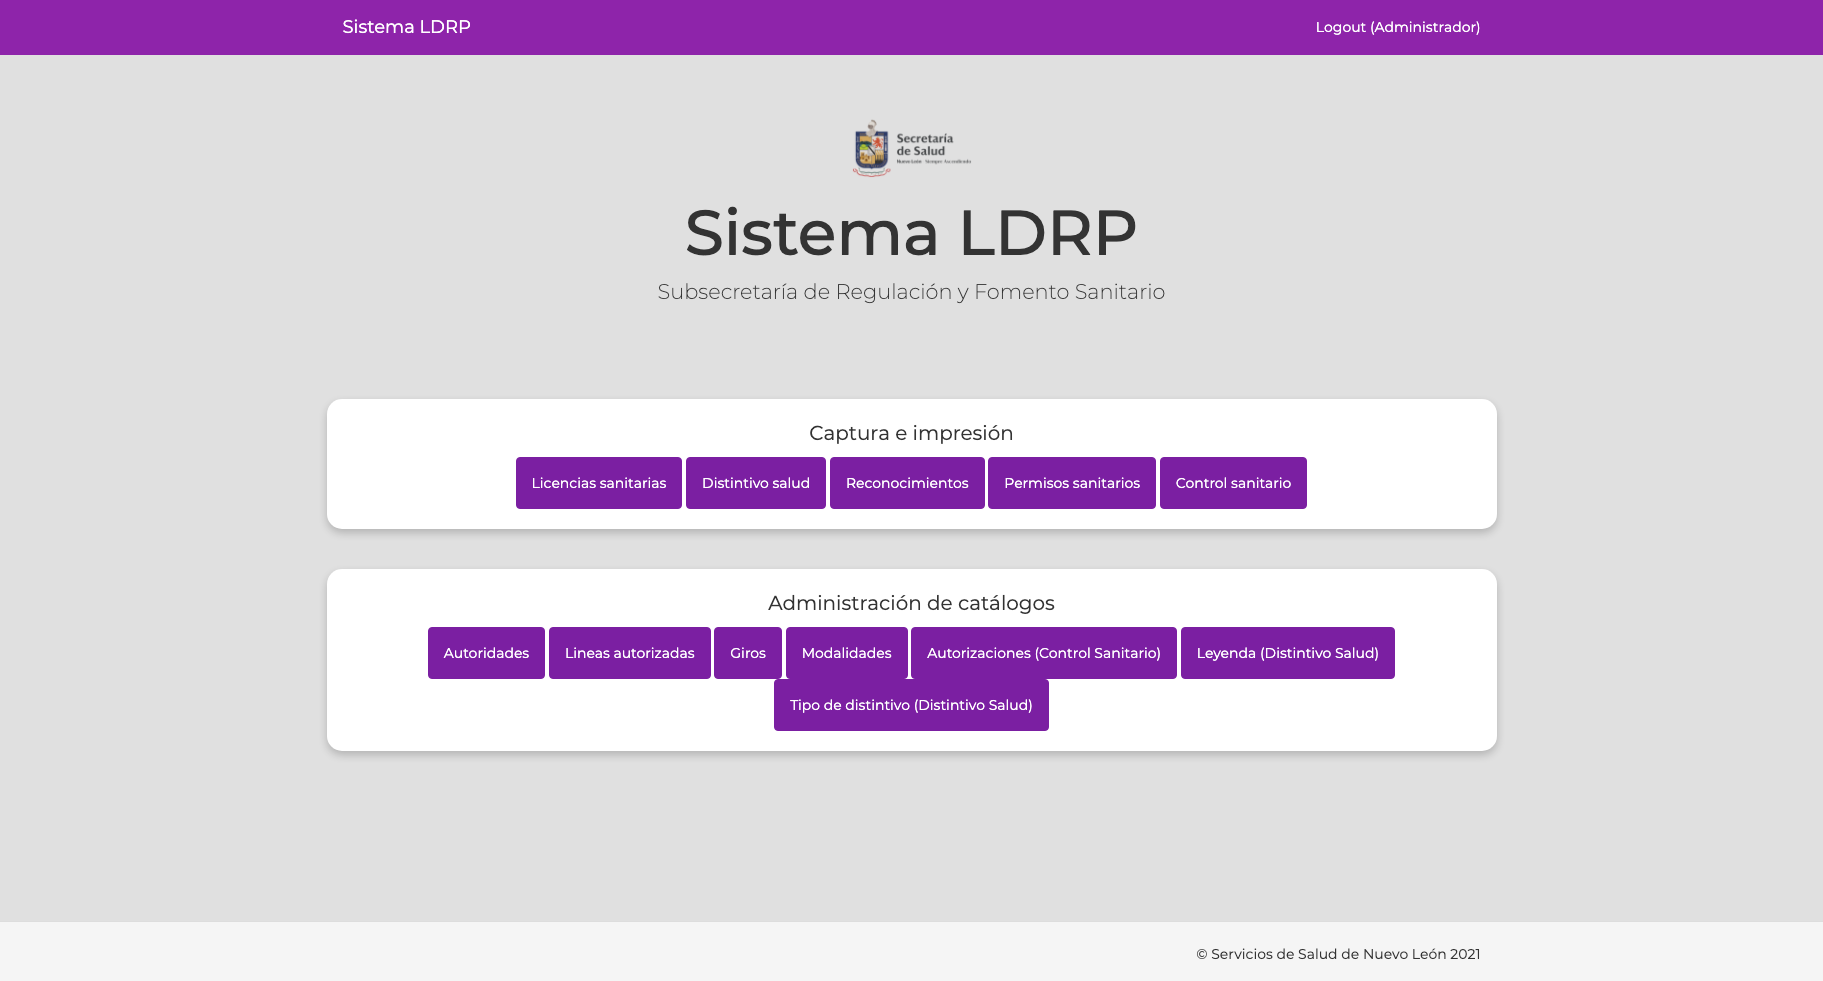 Sistema LDRP
Logout (Administrador)
Secretaría
de Salud
Nuevo León
Sistema LDRP
Subsecretaría de Regulación y Fomento Sanitario
Captura e impresión
Licencias sanitarias
Distintivo salud
Reconocimientos
Permisos sanitarios
Control sanitario
Administración de catálogos
Autoridades
Lineas autorizadas
Giros
Modalidades
Autorizaciones (Control Sanitario)
Leyenda (Distintivo Salud)
Tipo de distintivo (Distintivo Salud)
© Servicios de Salud de Nuevo León 2021